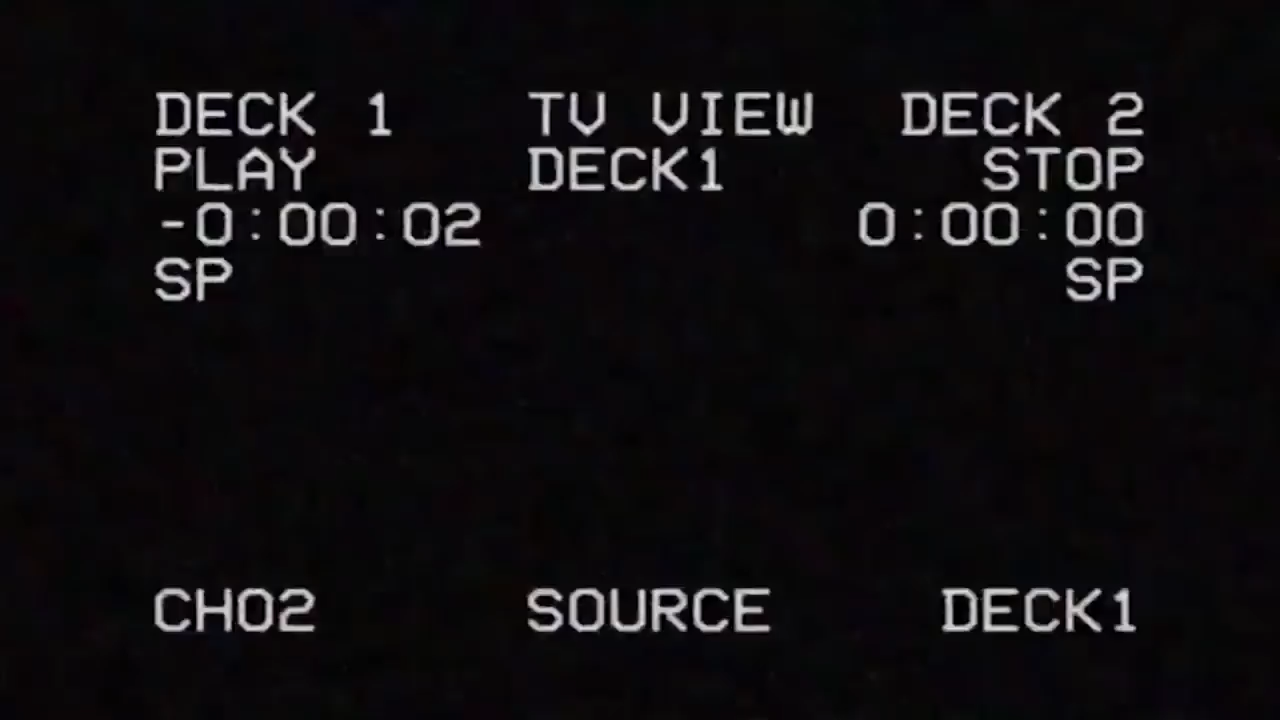 DECK 1 TV VIEW DECK 2
PLAY DECK1 STOP
-0:00:02 0:00:00
SP SP
CH02 SOURCE DECK1